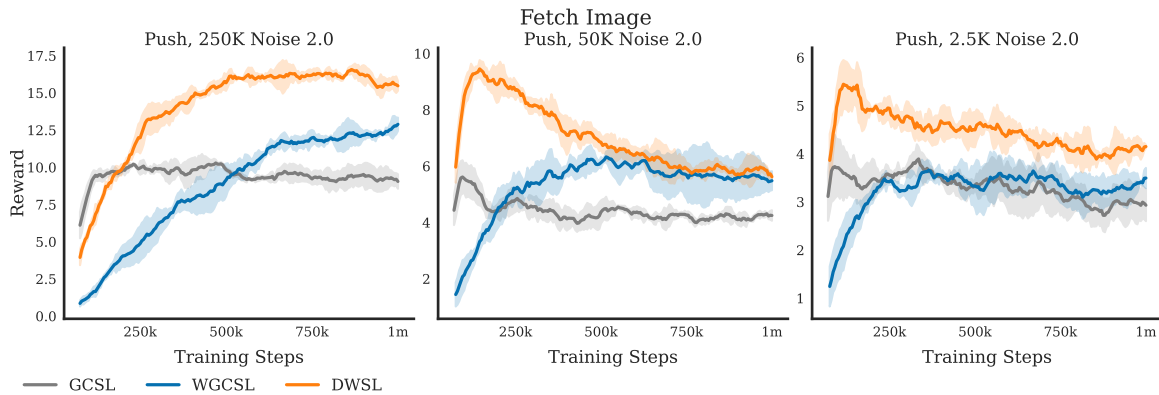 Fetch Image
Push, 250K Noise 2.0
17.5
15.0
12.5
10.0
7.5
5.0
2.5
0.0
Reward
250k 500k 750k 1m
Training Steps
Push, 50K Noise 2.0
10
8
6
4
2
250k 500k 750k 1m
Training Steps
Push, 2.5K Noise 2.0
6
5
4
3
2
1
250k 500k 750k 1m
Training Steps
GCSL WGCSL DWSL